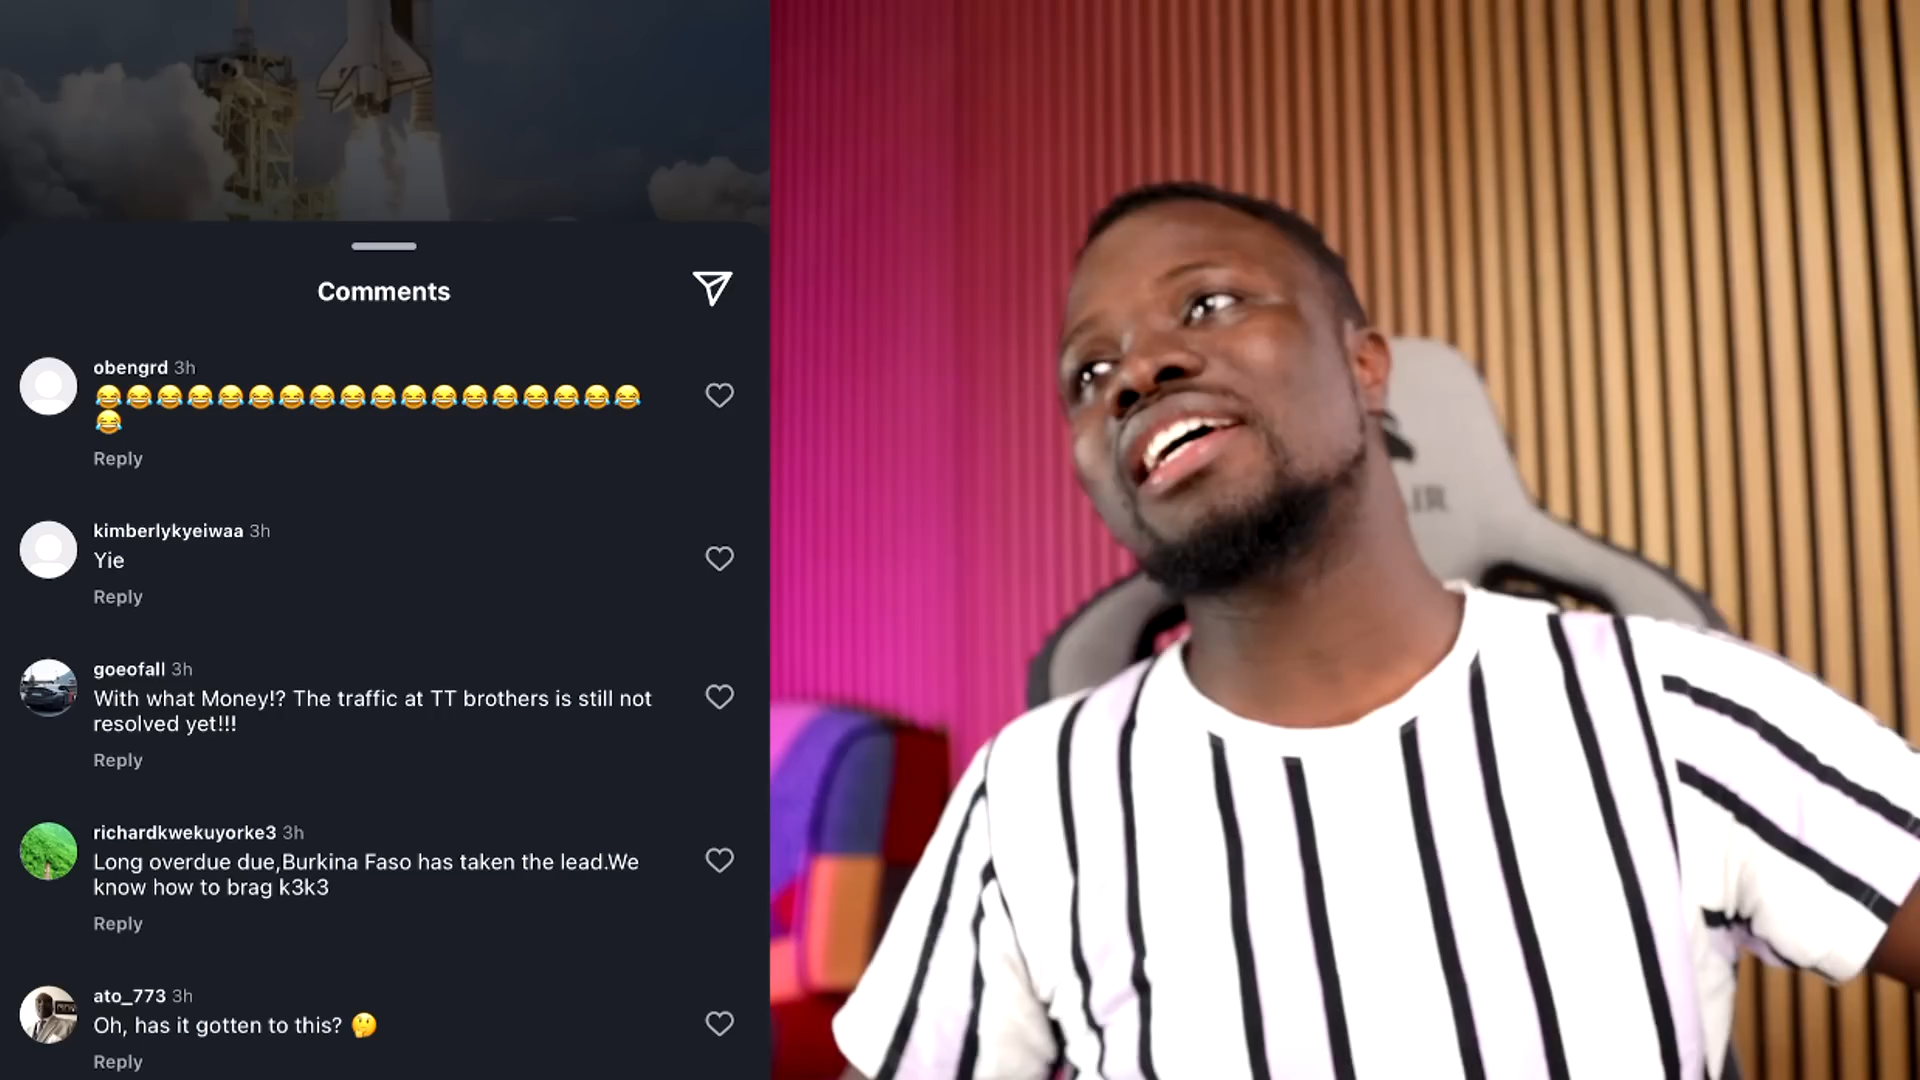 Comments
obengrd 3h
😂😂😂😂😂😂😂😂😂😂😂😂😂😂😂😂😂😂
😂
Reply
kimberlykyeiwaa 3h
Yie
Reply
goeofall 3h
With what Money!? The traffic at TT brothers is still not
resolved yet!!!
Reply
richardkwekuyorke3 3h
Long overdue due,Burkina Faso has taken the lead.We
know how to brag k3k3
Reply
ato_773 3h
Oh, has it gotten to this? 🤔
Reply